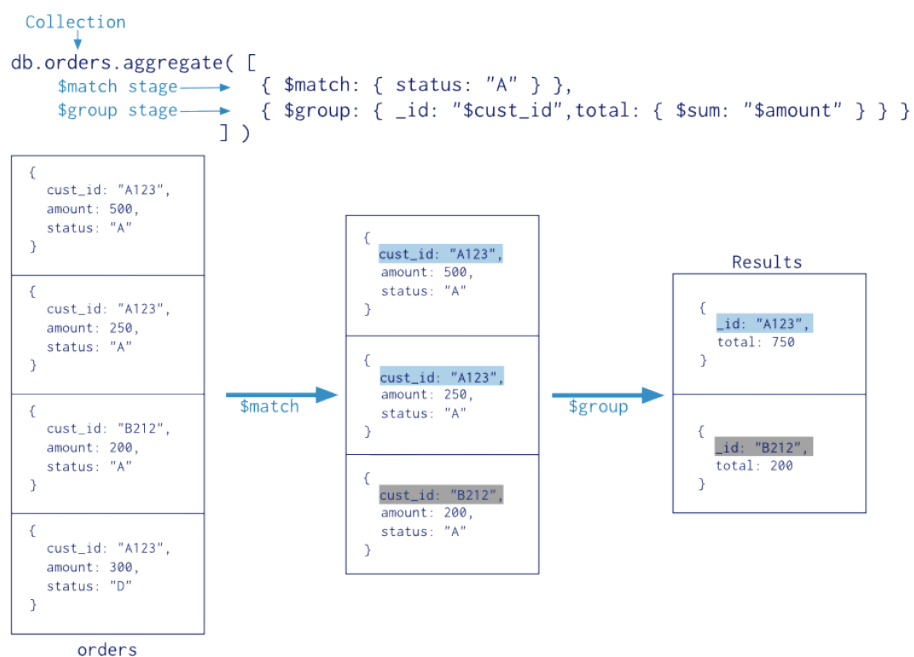 Collection
db.orders.aggregate( [
$match stage
{ $match: { status: "A" } },
$group stage
{ $group: { _id: "$cust_id",total: { $sum: "$amount" } } }
] )
{
cust_id: "A123",
amount: 500,
status: "A"
}
{
cust_id: "A123",
amount: 250,
status: "A"
}
{
cust_id: "B212",
amount: 200,
status: "A"
}
{
cust_id: "A123",
amount: 300,
status: "D"
}
orders
$match
{
cust_id: "A123",
amount: 500,
status: "A"
}
{
cust_id: "A123",
amount: 250,
status: "A"
}
{
cust_id: "B212",
amount: 200,
status: "A"
}
$group
Results
{
_id: "A123",
total: 750
}
{
_id: "B212",
total: 200
}